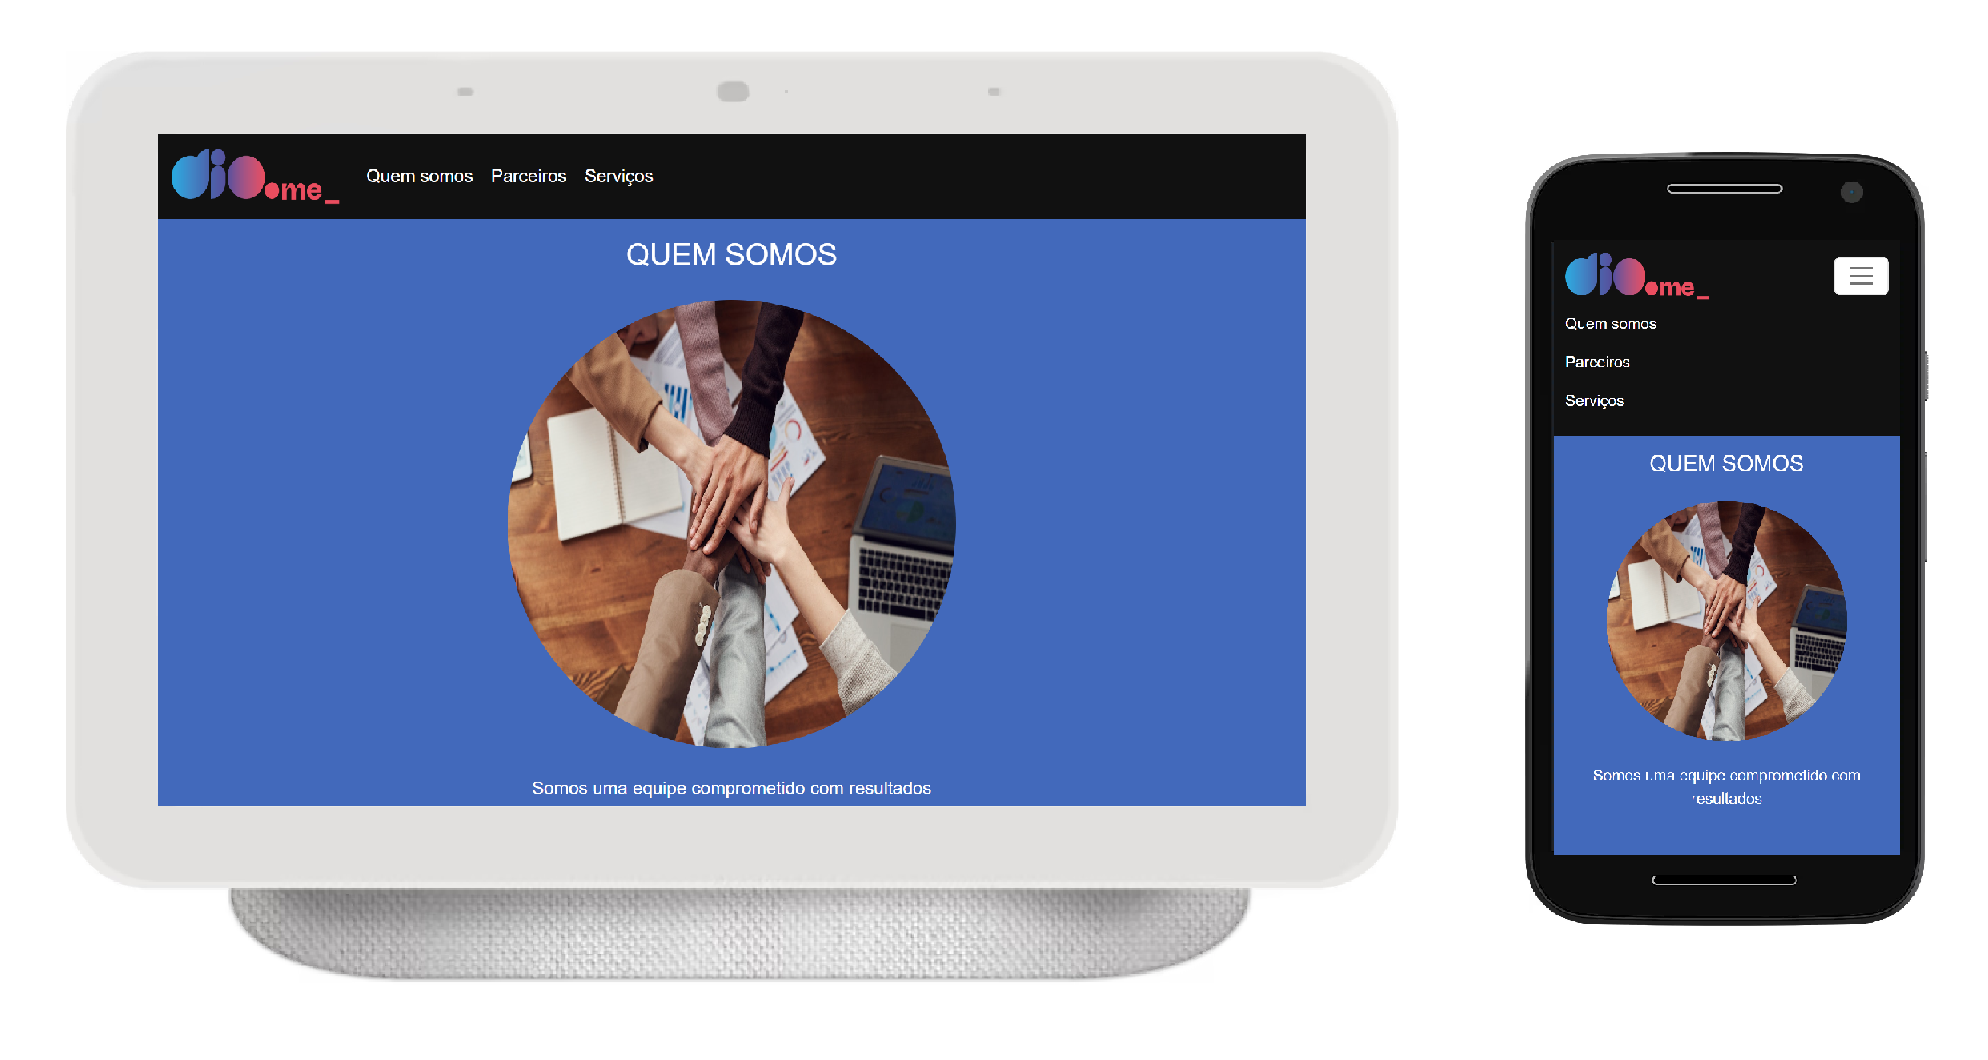 dio.me_
Quem somos Parceiros Serviços
QUEM SOMOS
Somos uma equipe comprometido com resultados
dio.me_
Quem somos
Parceiros
Serviços
QUEM SOMOS
Somos uma equipe comprometido com
resultados